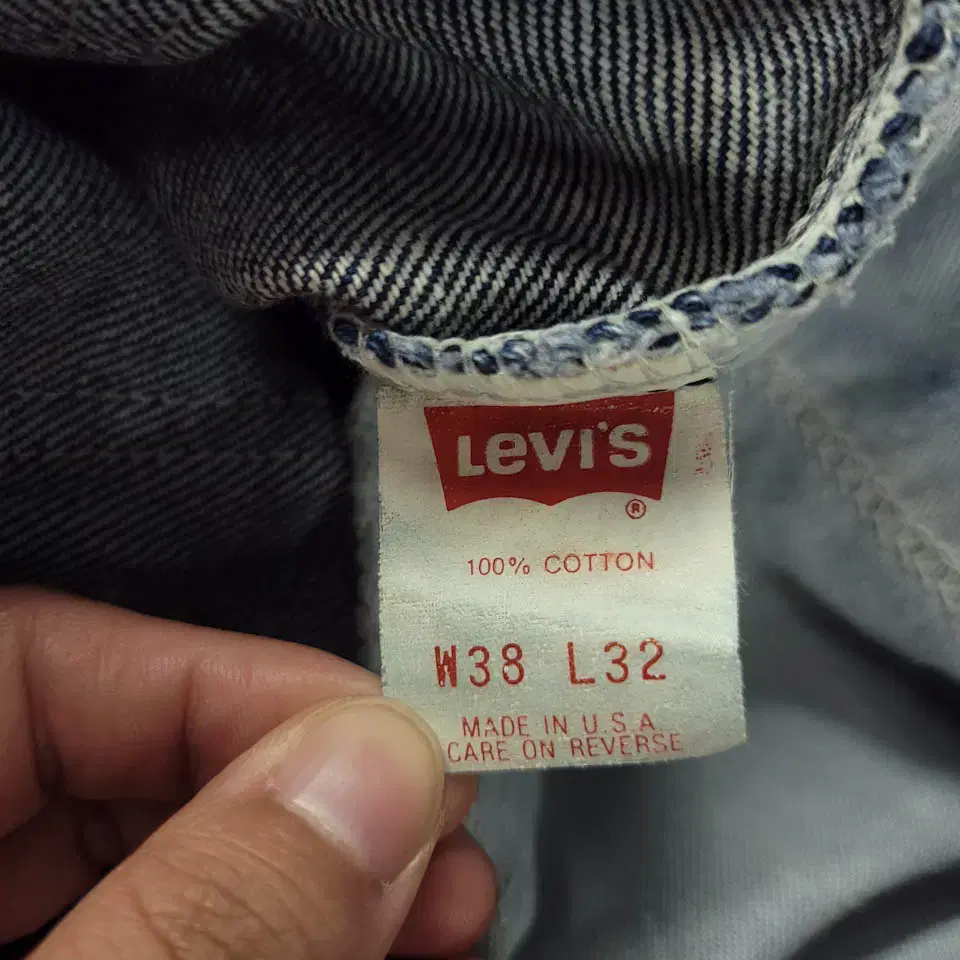 LEVI'S
®
100% COTTON
W38 L32
MADE IN U.S.A.
CARE ON REVERSE